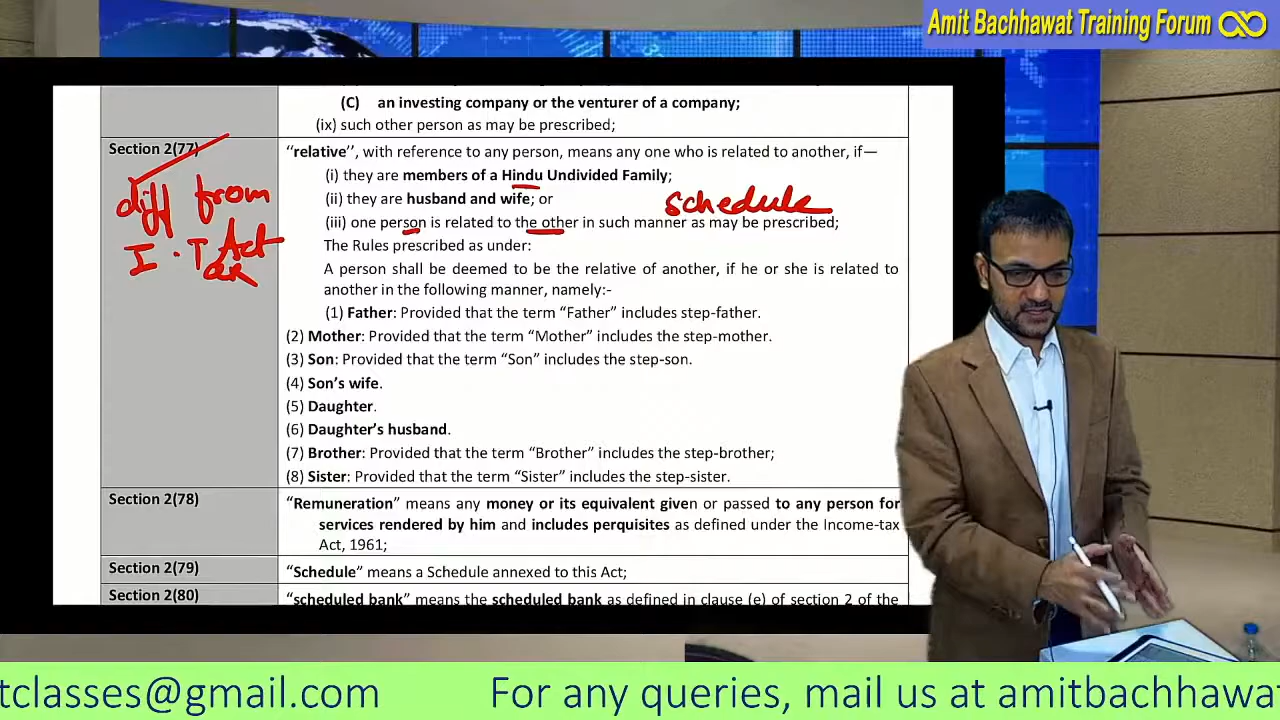 Amit Bachhawat Training Forum
(C) an investing company or the venturer of a company;
(ix) such other person as may be prescribed;
Section 2(77)
“relative”, with reference to any person, means any one who is related to another, if—
(i) they are members of a Hindu Undivided Family;
(ii) they are husband and wife; or
(iii) one person is related to the other in such manner as may be prescribed;
The Rules prescribed as under:
A person shall be deemed to be the relative of another, if he or she is related to
another in the following manner, namely:-
(1) Father: Provided that the term “Father” includes step-father.
(2) Mother: Provided that the term “Mother” includes the step-mother.
(3) Son: Provided that the term “Son” includes the step-son.
(4) Son’s wife.
(5) Daughter.
(6) Daughter’s husband.
(7) Brother: Provided that the term “Brother” includes the step-brother;
(8) Sister: Provided that the term “Sister” includes the step-sister.
diff from
I.T Act
schedule
Section 2(78)
“Remuneration” means any money or its equivalent given or passed to any person for
services rendered by him and includes perquisites as defined under the Income-tax
Act, 1961;
Section 2(79)
“Schedule” means a Schedule annexed to this Act;
Section 2(80)
“scheduled bank” means the scheduled bank as defined in clause (e) of section 2 of the
tclasses@gmail.com For any queries, mail us at amitbachhawat